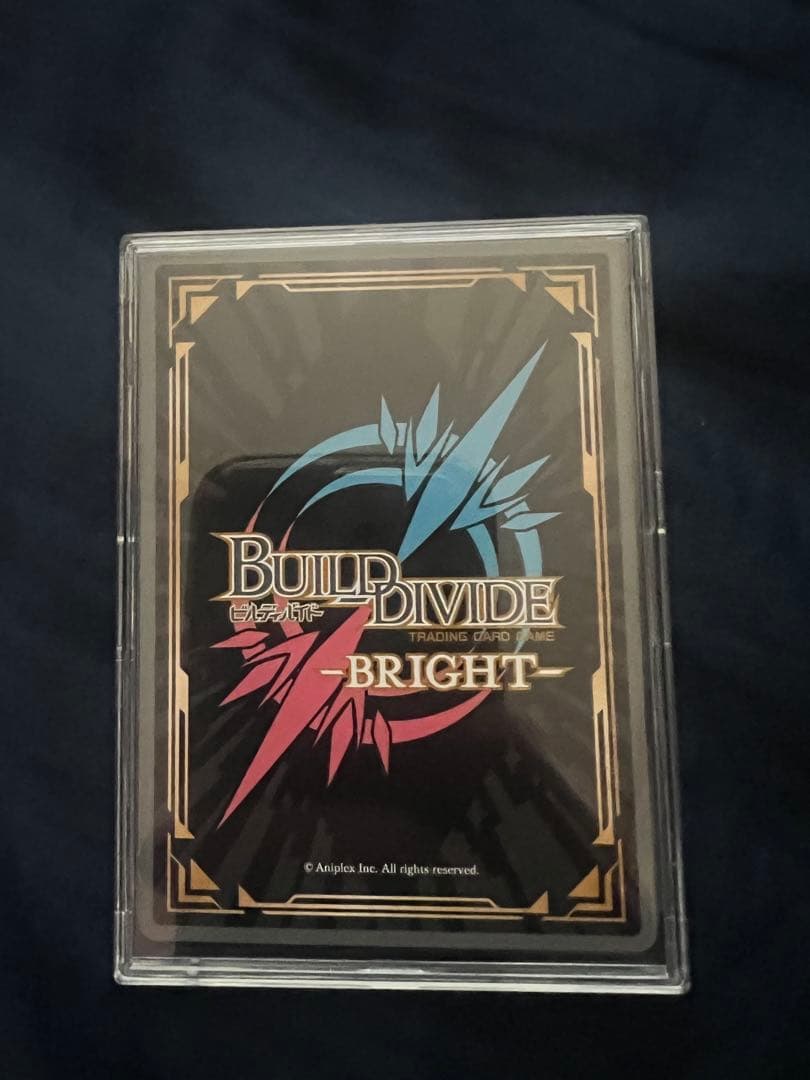 BUILD DIVIDE
ビルディバイド
TRADING CARD GAME
-BRIGHT-
© Aniplex Inc. All rights reserved.